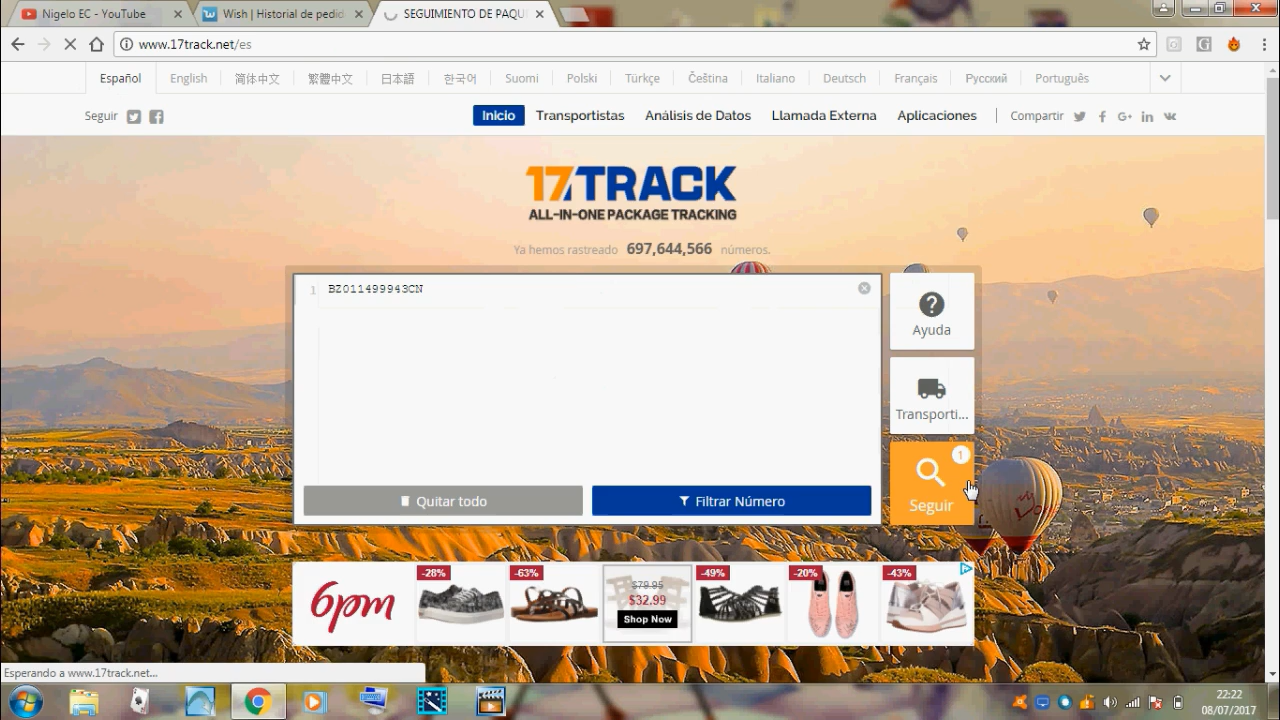 Nigelo EC - YouTube
Wish | Historial de pedid
SEGUIMIENTO DE PAQU
www.17track.net/es
Español English 简体中文 繁體中文 日本語 한국어 Suomi Polski Türkçe Čeština Italiano Deutsch Français Русский Português
Seguir Inicio Transportistas Análisis de Datos Llamada Externa Aplicaciones Compartir
17TRACK
ALL-IN-ONE PACKAGE TRACKING
Ya hemos rastreado 697,644,566 números.
1 BZ011499943CN
Ayuda
Transporti...
1
Seguir
Quitar todo Filtrar Número
6pm
-28% -63% $79.95 -49% -20% -43%
$32.99
Shop Now
Esperando a www.17track.net...
22:22
08/07/2017